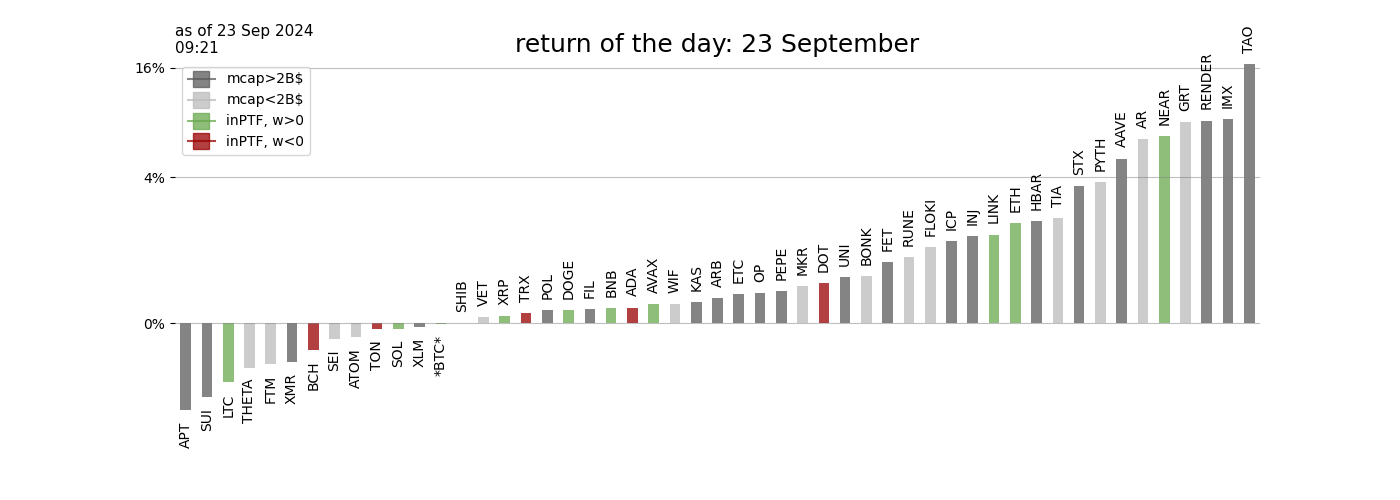 as of 23 Sep 2024
09:21
return of the day: 23 September
16%
4%
0%
mcap>2B$
mcap<2B$
inPTF, w>0
inPTF, w<0
APT
SUI
LTC
THETA
FTM
XMR
BCH
SEI
ATOM
TON
SOL
XLM
*BTC*
SHIB
VET
XRP
TRX
POL
DOGE
FIL
BNB
ADA
AVAX
WIF
KAS
ARB
ETC
OP
PEPE
MKR
DOT
UNI
BONK
FET
RUNE
FLOKI
ICP
INJ
LINK
ETH
HBAR
TIA
STX
PYTH
AAVE
AR
NEAR
GRT
RENDER
IMX
TAO